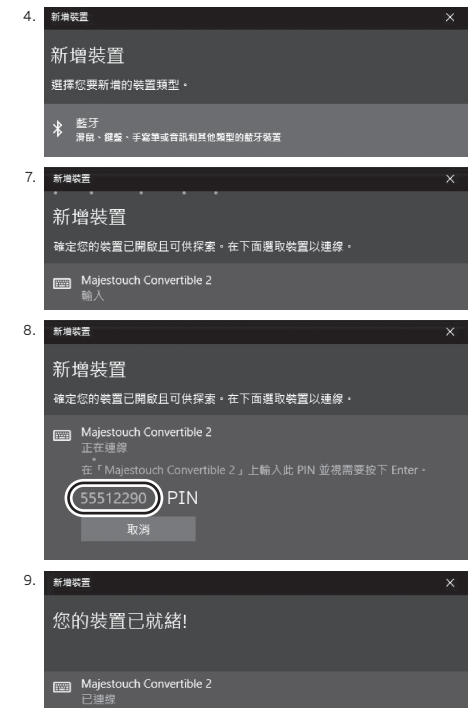 4. 新增裝置
新增裝置
選擇您要新增的裝置類型。
藍牙
滑鼠、鍵盤、手寫筆或音訊和其他類型的藍牙裝置
7. 新增裝置
新增裝置
確定您的裝置已開啟且可供探索。在下面選取裝置以連線。
Majestouch Convertible 2
輸入
8. 新增裝置
新增裝置
確定您的裝置已開啟且可供探索。在下面選取裝置以連線。
Majestouch Convertible 2
正在連線
在「Majestouch Convertible 2」上輸入此 PIN 並視需要按下 Enter。
55512290 PIN
取消
9. 新增裝置
您的裝置已就緒!
Majestouch Convertible 2
已連線